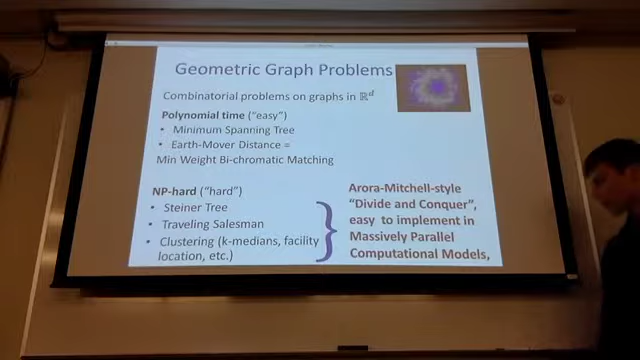 Geometric Graph Problems
Combinatorial problems on graphs in ℝᵈ
Polynomial time ("easy")
• Minimum Spanning Tree
• Earth-Mover Distance =
Min Weight Bi-chromatic Matching
NP-hard ("hard")
• Steiner Tree
• Traveling Salesman
• Clustering (k-medians, facility
location, etc.)
Arora-Mitchell-style
"Divide and Conquer",
easy to implement in
Massively Parallel
Computational Models,